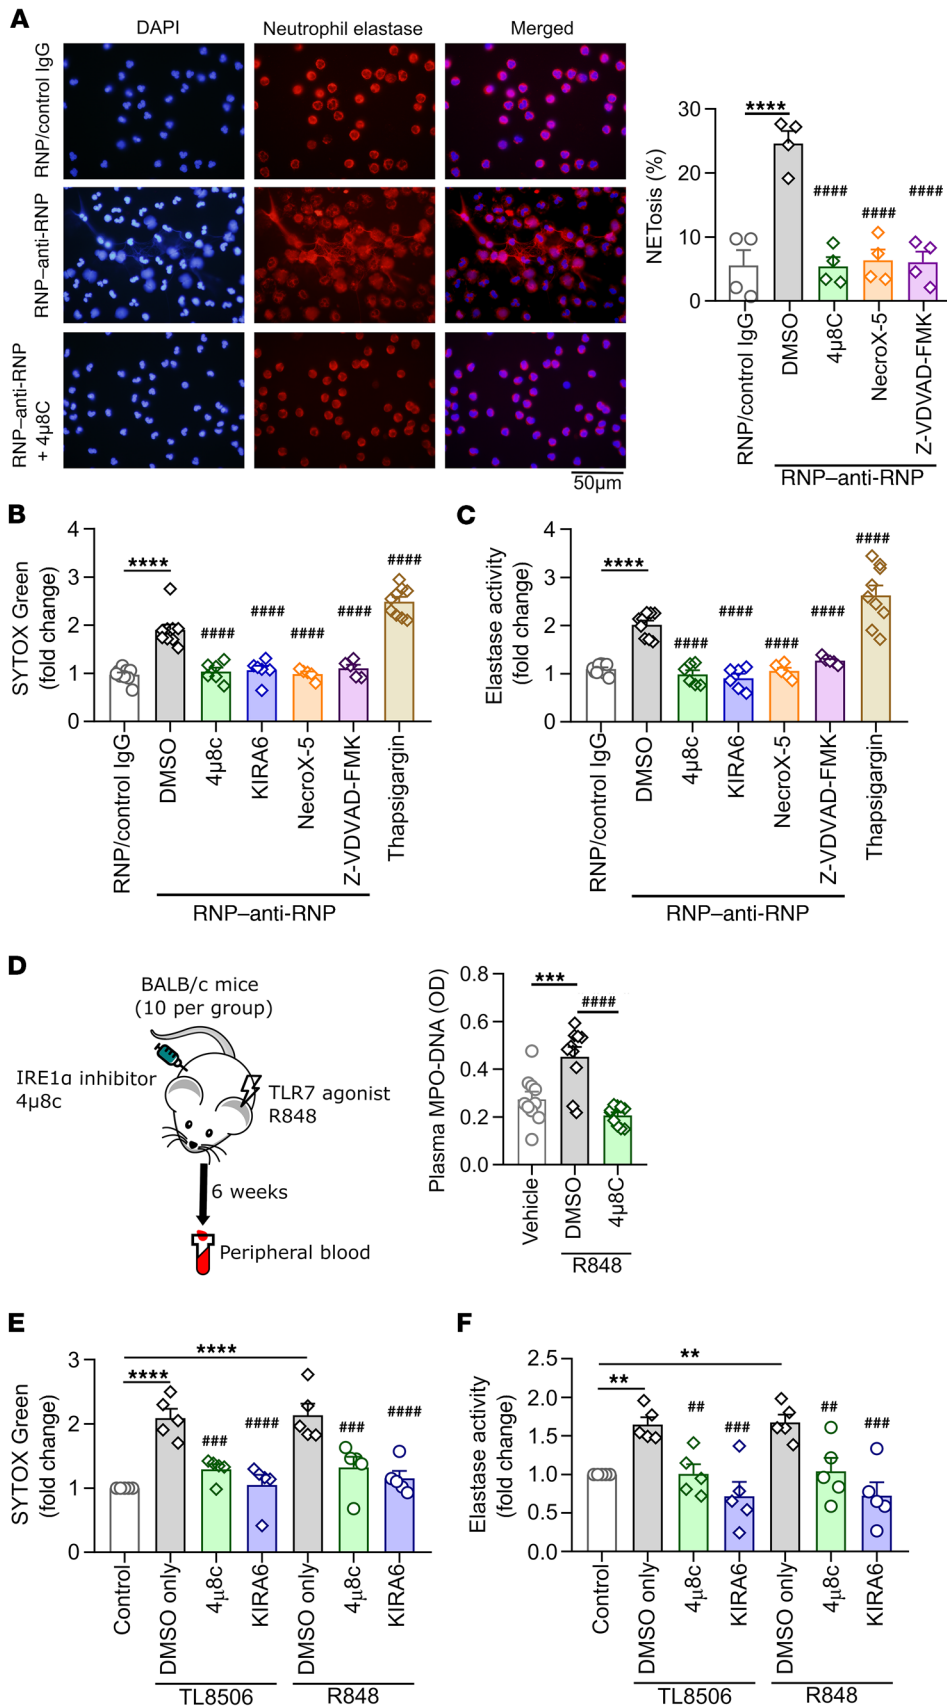 A
DAPI
Neutrophil elastase
Merged
RNP/control IgG
RNP–anti-RNP
RNP–anti-RNP
+ 4µ8C
50µm
NETosis (%)
30
20
10
0
****
####
####
####
RNP/control IgG
DMSO
4µ8C
NecroX-5
Z-VDVAD-FMK
RNP–anti-RNP
B
SYTOX Green
(fold change)
4
3
2
1
0
****
####
####
####
####
####
RNP/control IgG
DMSO
4µ8c
KIRA6
NecroX-5
Z-VDVAD-FMK
Thapsigargin
RNP–anti-RNP
C
Elastase activity
(fold change)
4
3
2
1
0
****
####
####
####
####
####
RNP/control IgG
DMSO
4µ8c
KIRA6
NecroX-5
Z-VDVAD-FMK
Thapsigargin
RNP–anti-RNP
D
BALB/c mice
(10 per group)
IRE1α inhibitor
4µ8c
TLR7 agonist
R848
6 weeks
Peripheral blood
Plasma MPO-DNA (OD)
0.8
0.6
0.4
0.2
0.0
***
####
Vehicle
DMSO
4µ8C
R848
E
SYTOX Green
(fold change)
3
2
1
0
****
****
###
####
###
####
Control
DMSO only
4µ8c
KIRA6
DMSO only
4µ8c
KIRA6
TL8506
R848
F
Elastase activity
(fold change)
2.5
2.0
1.5
1.0
0.5
0.0
**
**
##
###
##
###
Control
DMSO only
4µ8c
KIRA6
DMSO only
4µ8c
KIRA6
TL8506
R848